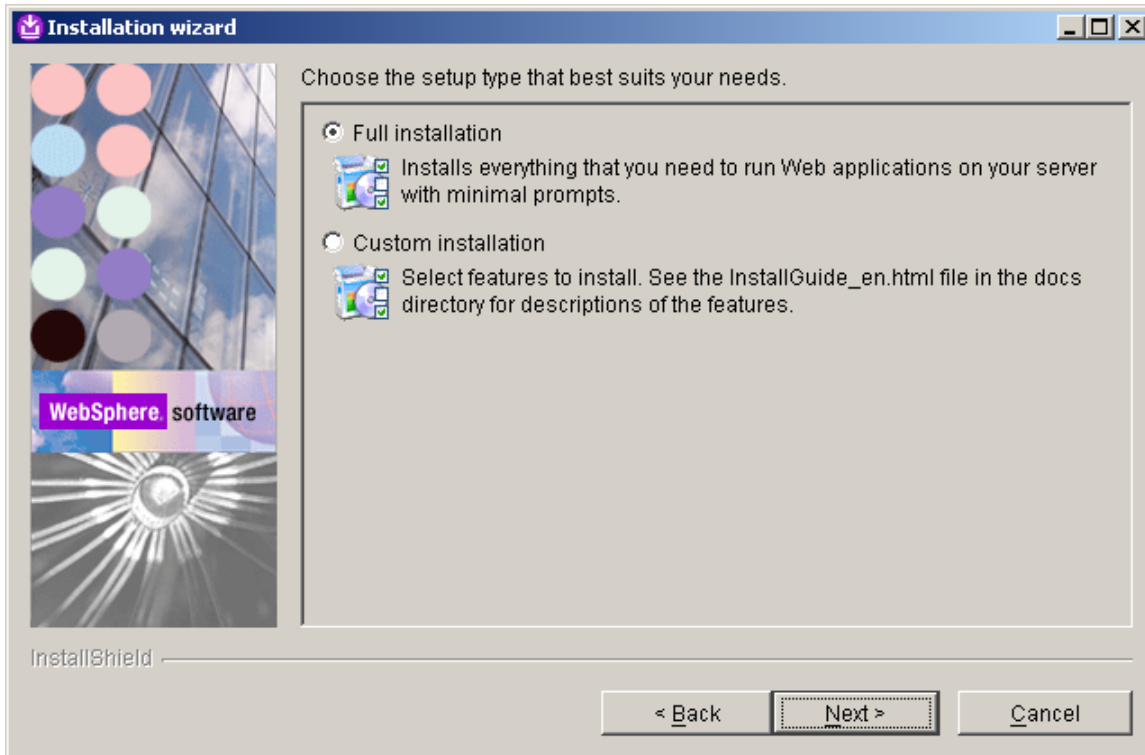 Installation wizard
Choose the setup type that best suits your needs.
Full installation
Installs everything that you need to run Web applications on your server
with minimal prompts.
Custom installation
Select features to install. See the InstallGuide_en.html file in the docs
directory for descriptions of the features.
WebSphere. software
InstallShield
< Back
Next >
Cancel